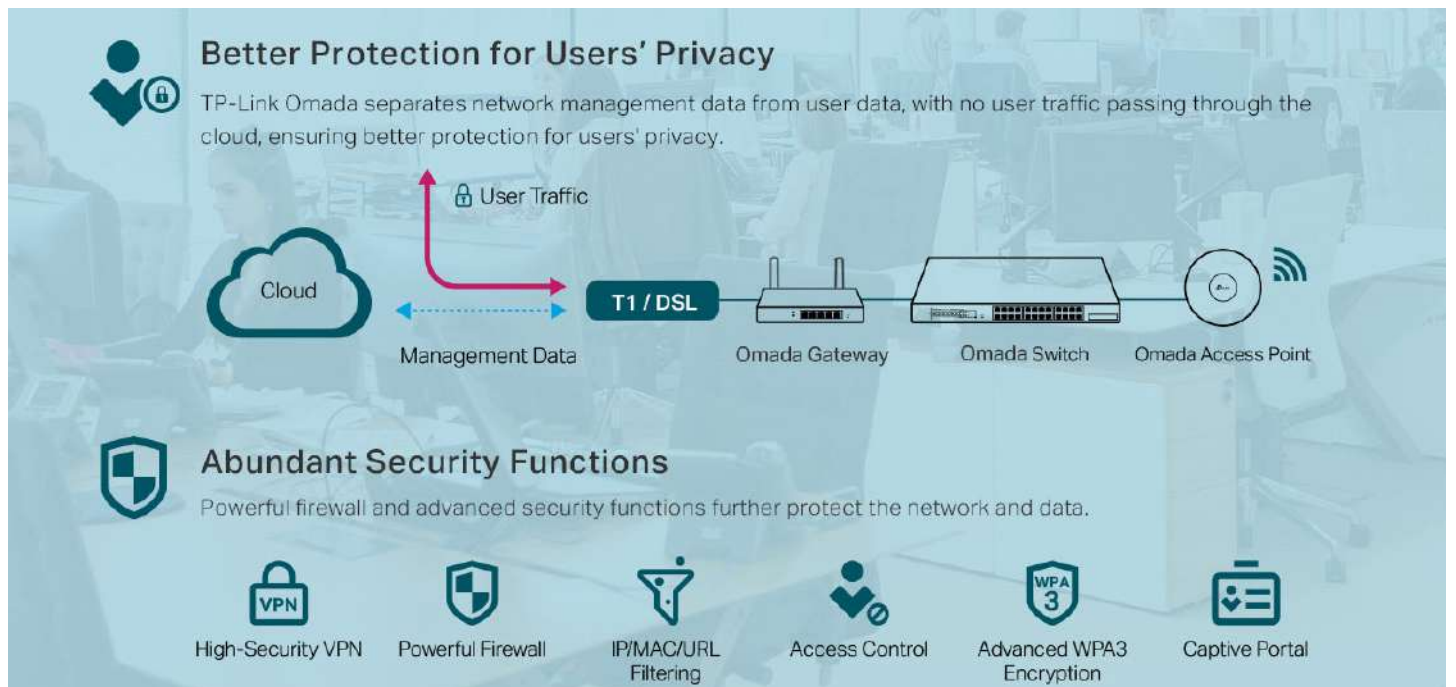 Better Protection for Users' Privacy
TP-Link Omada separates network management data from user data, with no user traffic passing through the
cloud, ensuring better protection for users' privacy.
User Traffic
Cloud
T1 / DSL
Management Data
Omada Gateway
Omada Switch
Omada Access Point
Abundant Security Functions
Powerful firewall and advanced security functions further protect the network and data.
VPN
WPA
3
High-Security VPN
Powerful Firewall
IP/MAC/URL
Filtering
Access Control
Advanced WPA3
Encryption
Captive Portal